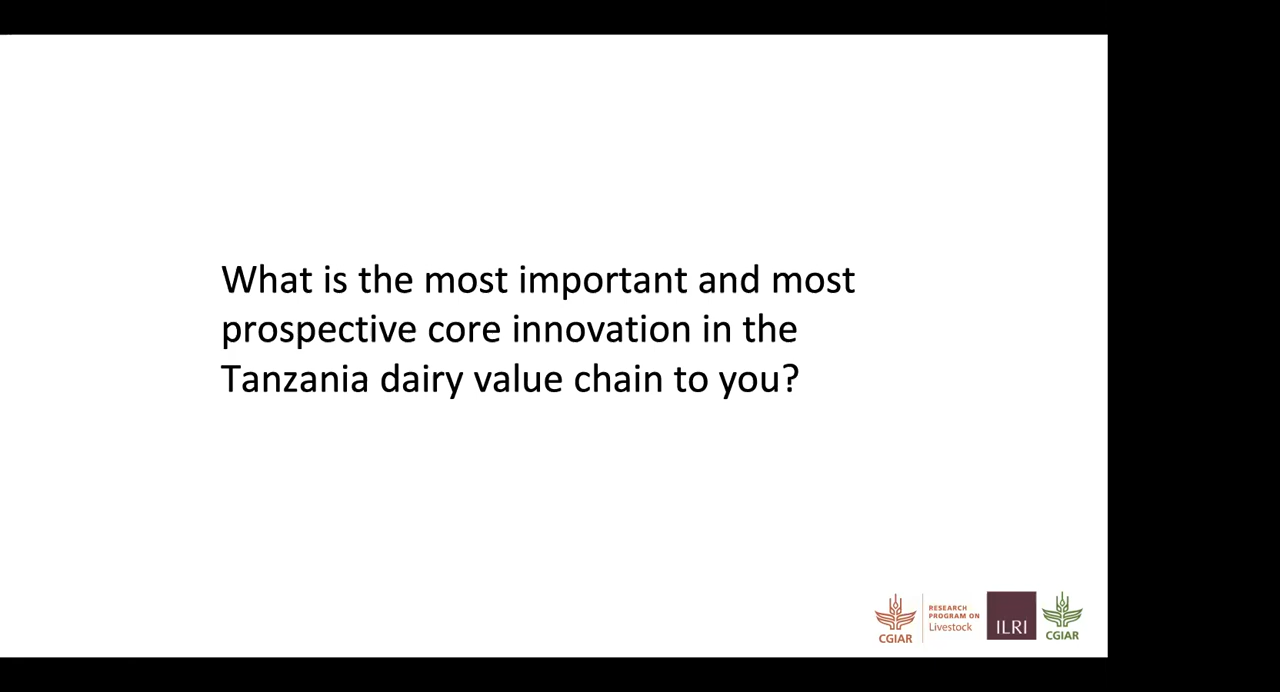 What is the most important and most
prospective core innovation in the
Tanzania dairy value chain to you?
CGIAR
RESEARCH
PROGRAM ON
Livestock
ILRI
CGIAR